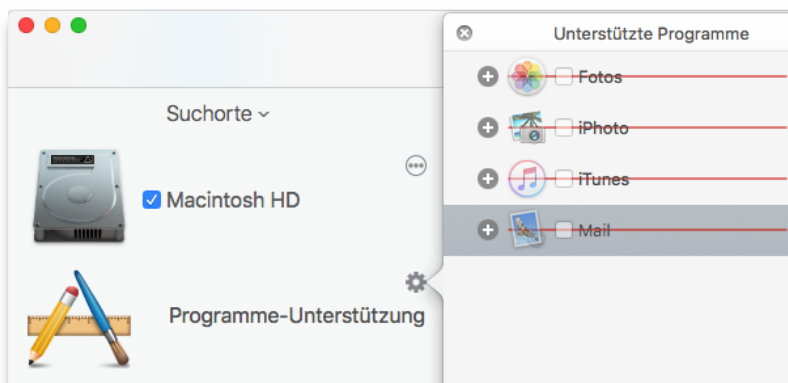 Unterstützte Programme
Fotos
iPhoto
iTunes
Mail
Suchorte
Macintosh HD
Programme-Unterstützung